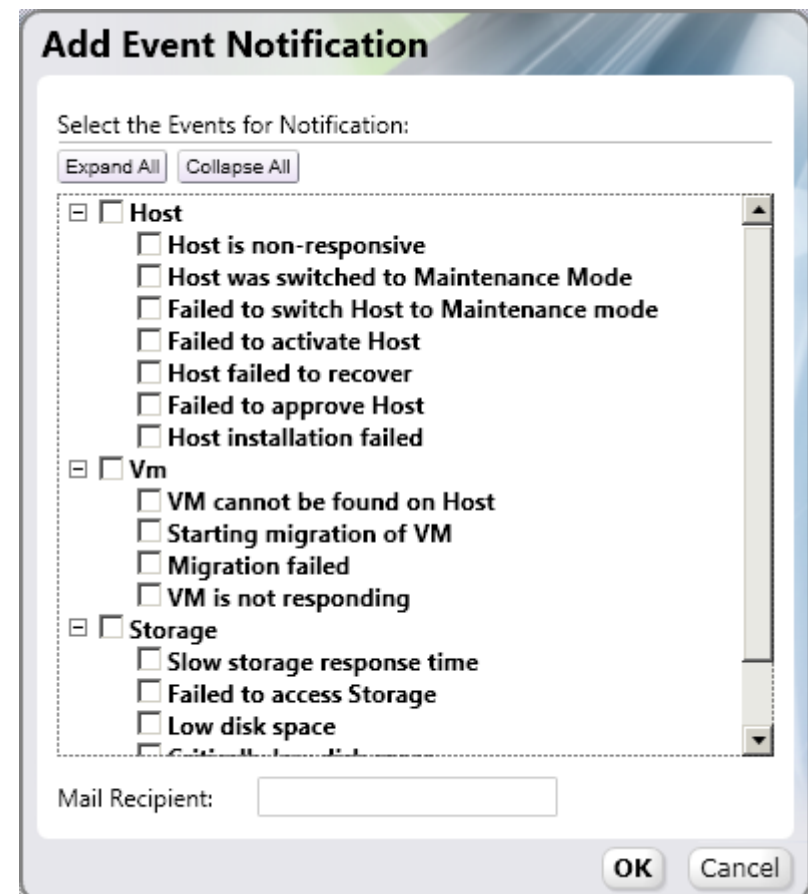 Add Event Notification
Select the Events for Notification:
Expand All Collapse All
Host
Host is non-responsive
Host was switched to Maintenance Mode
Failed to switch Host to Maintenance mode
Failed to activate Host
Host failed to recover
Failed to approve Host
Host installation failed
Vm
VM cannot be found on Host
Starting migration of VM
Migration failed
VM is not responding
Storage
Slow storage response time
Failed to access Storage
Low disk space
Mail Recipient:
OK Cancel